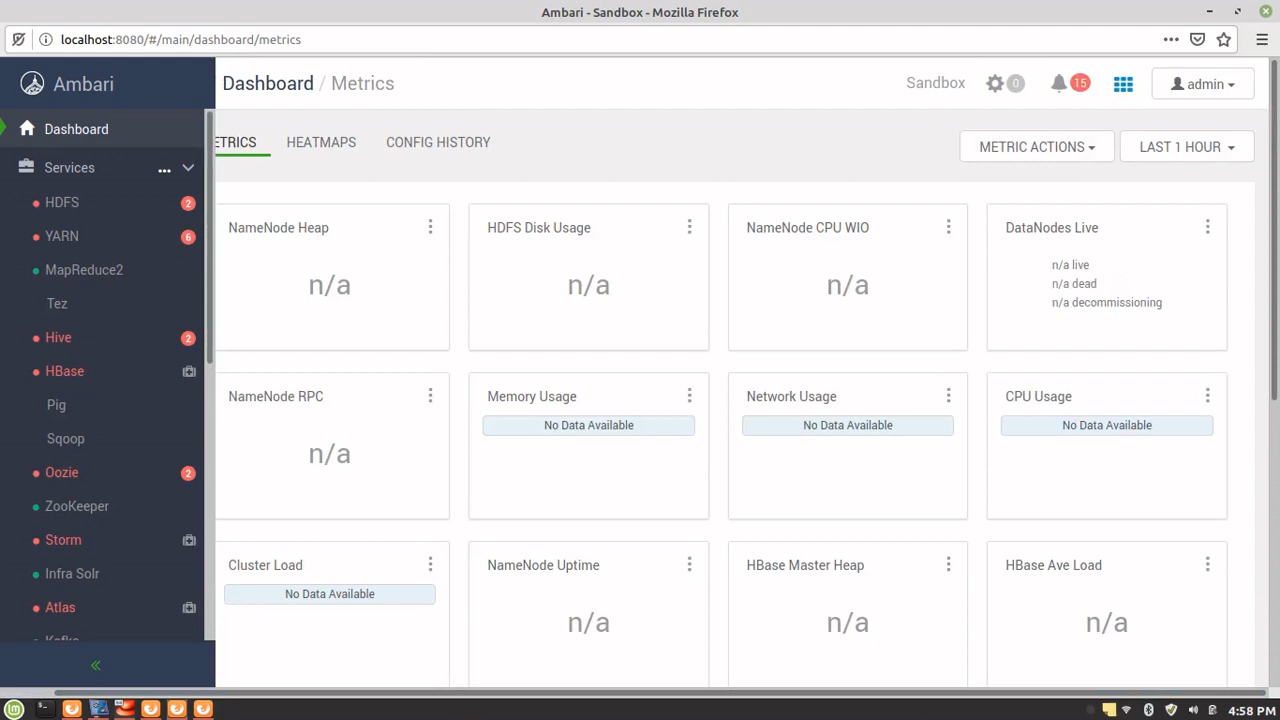 Ambari - Sandbox - Mozilla Firefox
localhost:8080/#/main/dashboard/metrics
Ambari
Dashboard / Metrics
Sandbox
0
15
admin
Dashboard
Services
HDFS 2
YARN 6
MapReduce2
Tez
Hive 2
HBase
Pig
Sqoop
Oozie 2
ZooKeeper
Storm
Infra Solr
Atlas
Kafka
ETRICS
HEATMAPS
CONFIG HISTORY
METRIC ACTIONS
LAST 1 HOUR
NameNode Heap
n/a
HDFS Disk Usage
n/a
NameNode CPU WIO
n/a
DataNodes Live
n/a live
n/a dead
n/a decommissioning
NameNode RPC
n/a
Memory Usage
No Data Available
Network Usage
No Data Available
CPU Usage
No Data Available
Cluster Load
No Data Available
NameNode Uptime
n/a
HBase Master Heap
n/a
HBase Ave Load
n/a
4:58 PM